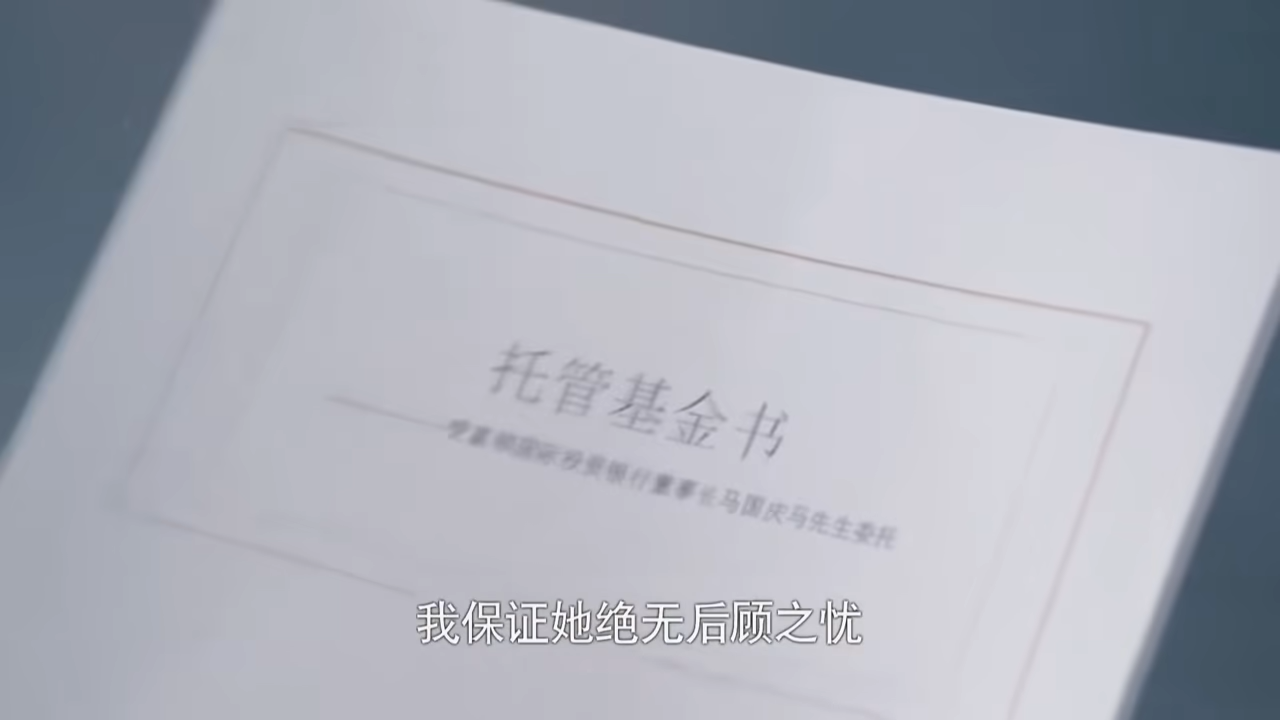 托管基金书
国际投资银行董事长马国庆马先生委托
我保证她绝无后顾之忧